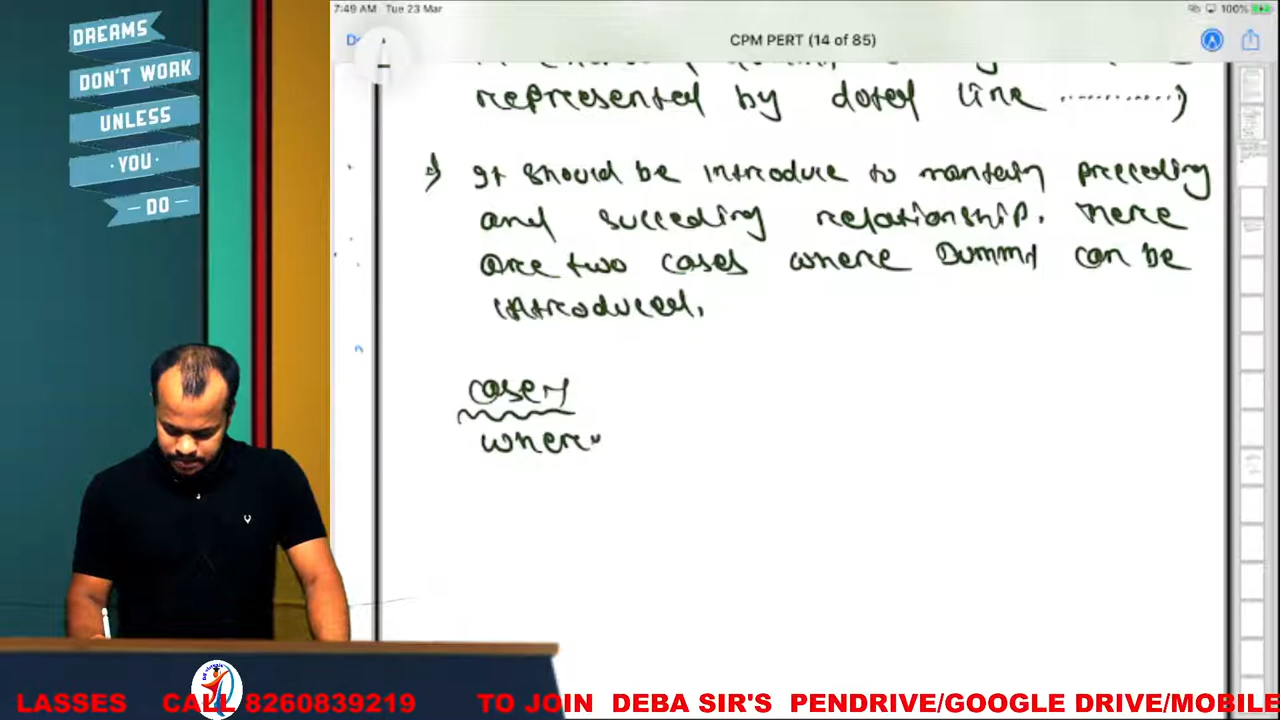 7:49 AM Tue 23 Mar
100%
CPM PERT (14 of 85)
DREAMS
DON'T WORK
UNLESS
·YOU·
— DO —
represented by doted line ............)
It should be introduce to
preceding
and succeding relationship. There
are two cases where Dummy can be
introduced.
case-1
where
LASSES CALL 8260839219 TO JOIN DEBA SIR'S PENDRIVE/GOOGLE DRIVE/MOBILE